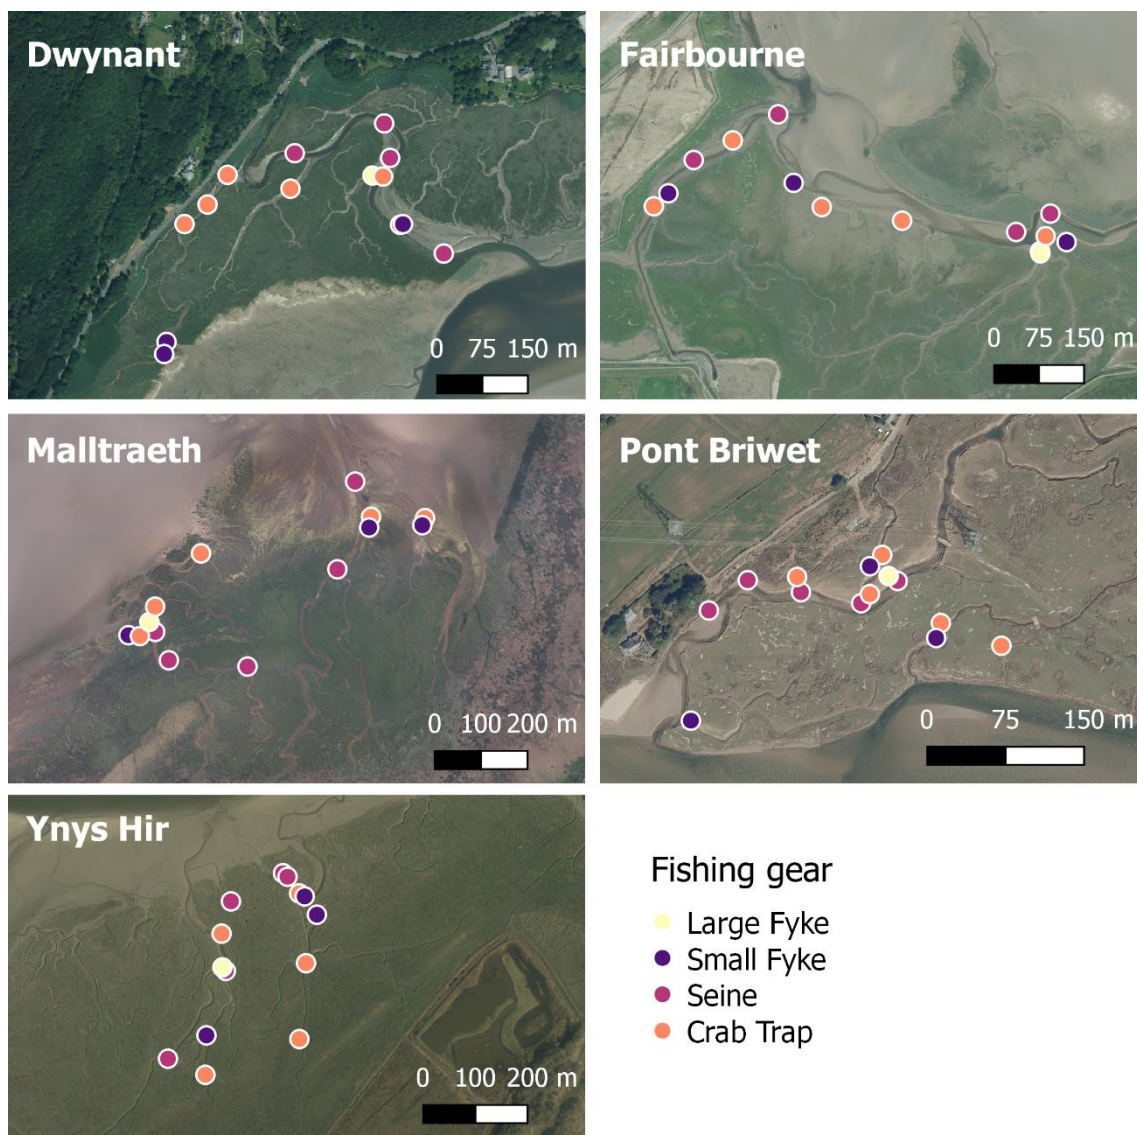 Dwynant
0 75 150 m
Fairbourne
0 75 150 m
Malltraeth
0 100 200 m
Pont Briwet
0 75 150 m
Ynys Hir
0 100 200 m
Fishing gear
Large Fyke
Small Fyke
Seine
Crab Trap